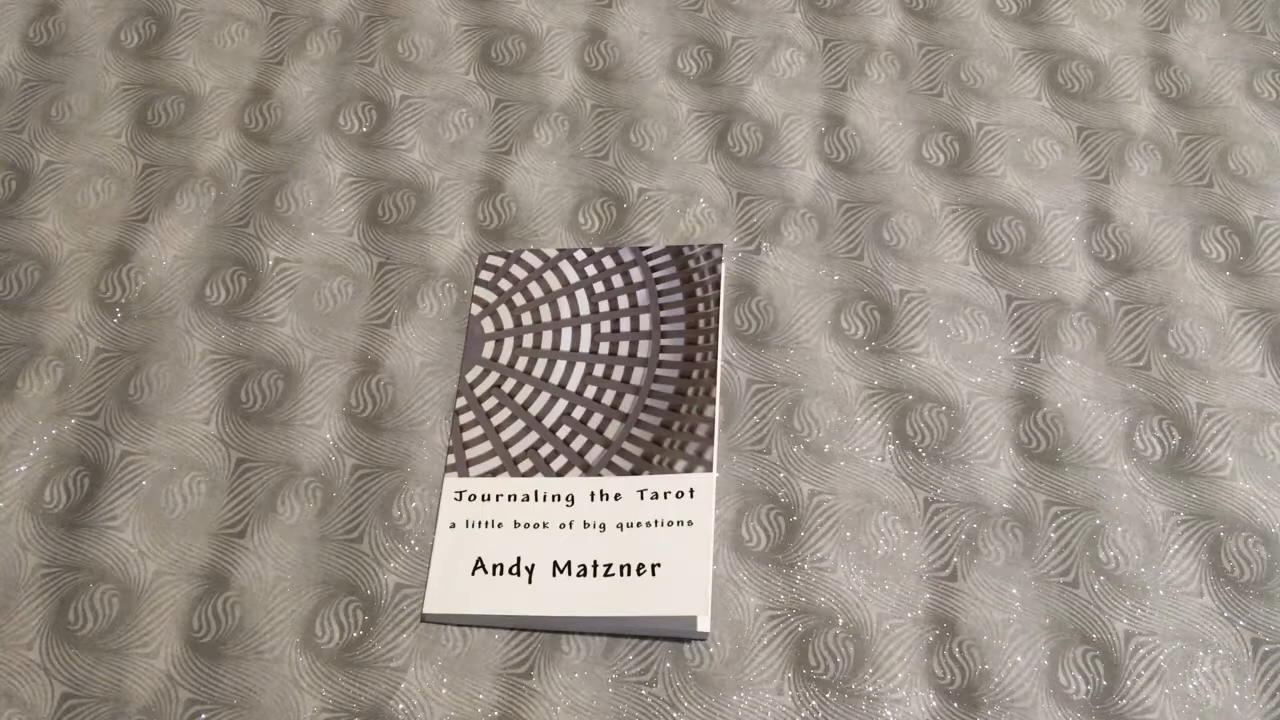 Journaling the Tarot
a little book of big questions
Andy Matzner